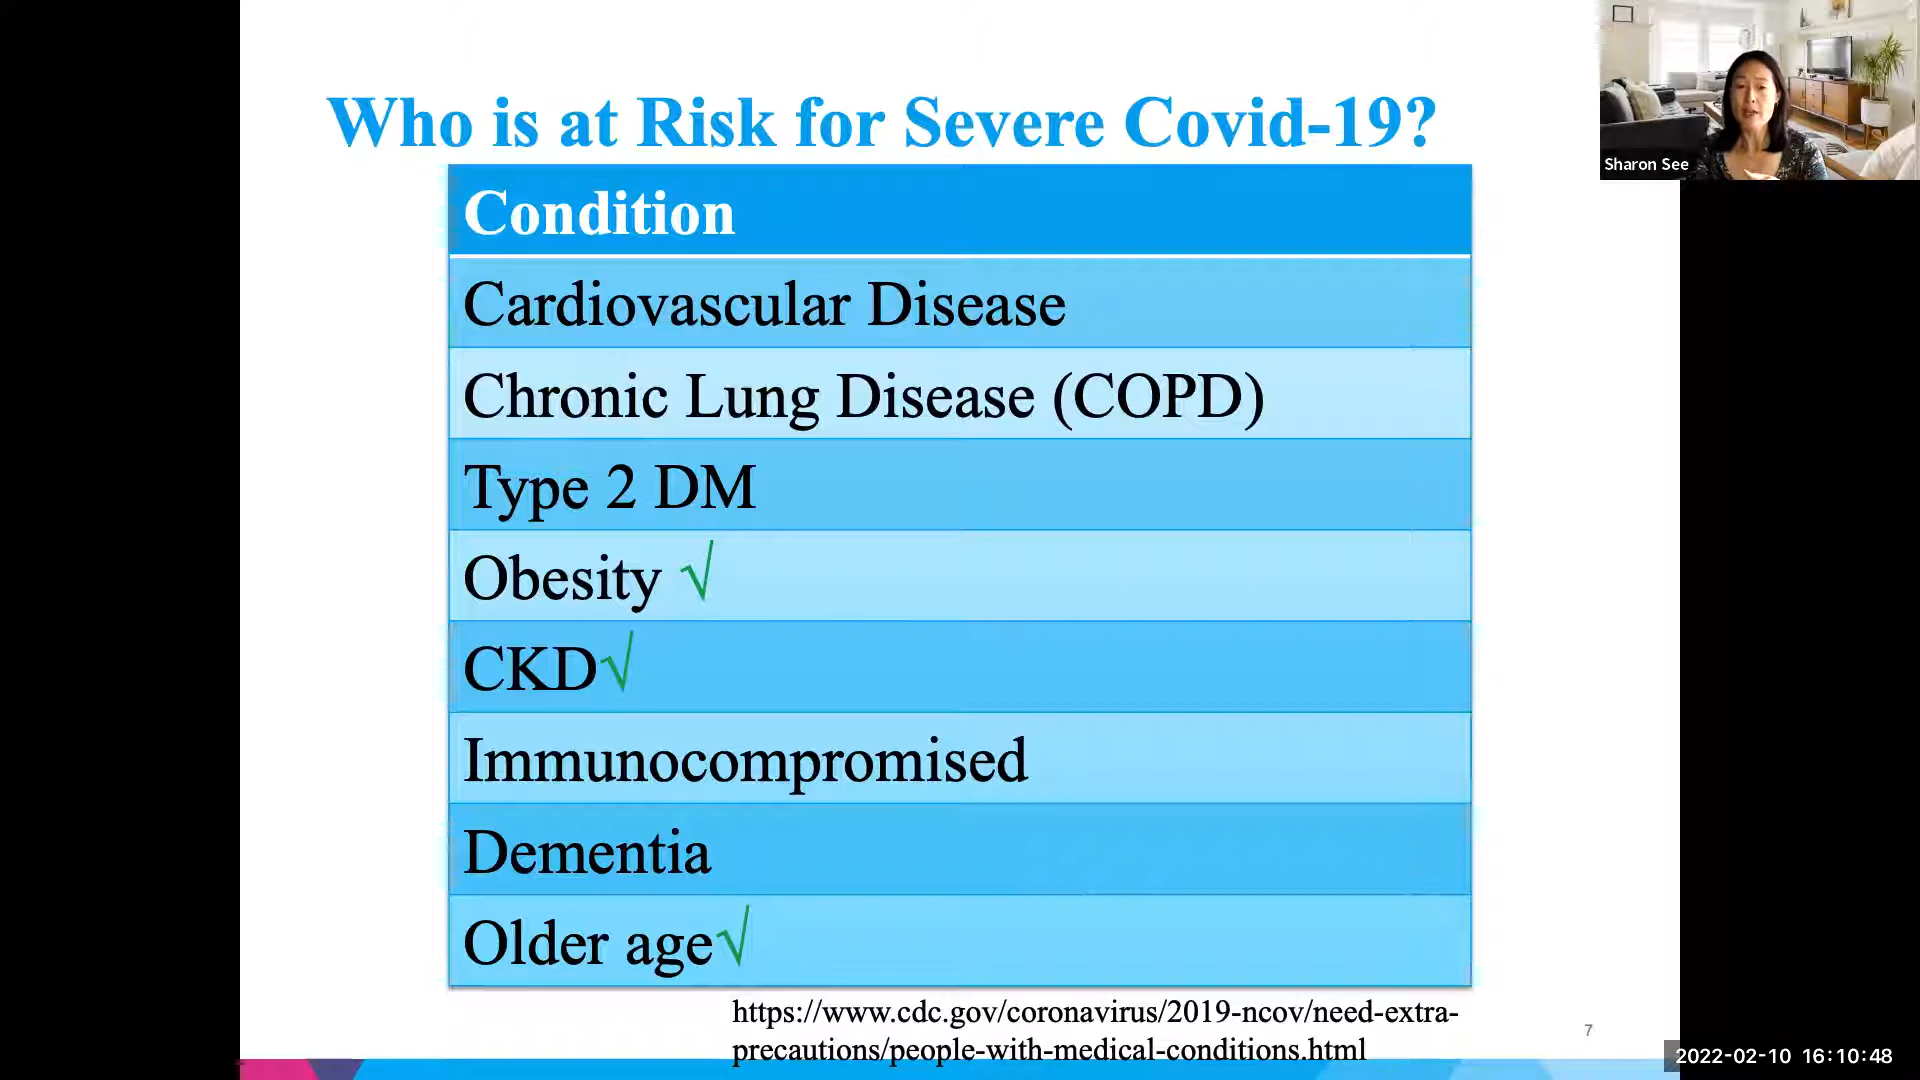 Who is at Risk for Severe Covid-19?
Condition
Cardiovascular Disease
Chronic Lung Disease (COPD)
Type 2 DM
Obesity √
CKD√
Immunocompromised
Dementia
Older age√
https://www.cdc.gov/coronavirus/2019-ncov/need-extra-
precautions/people-with-medical-conditions.html
7
Sharon See
2022-02-10 16:10:48